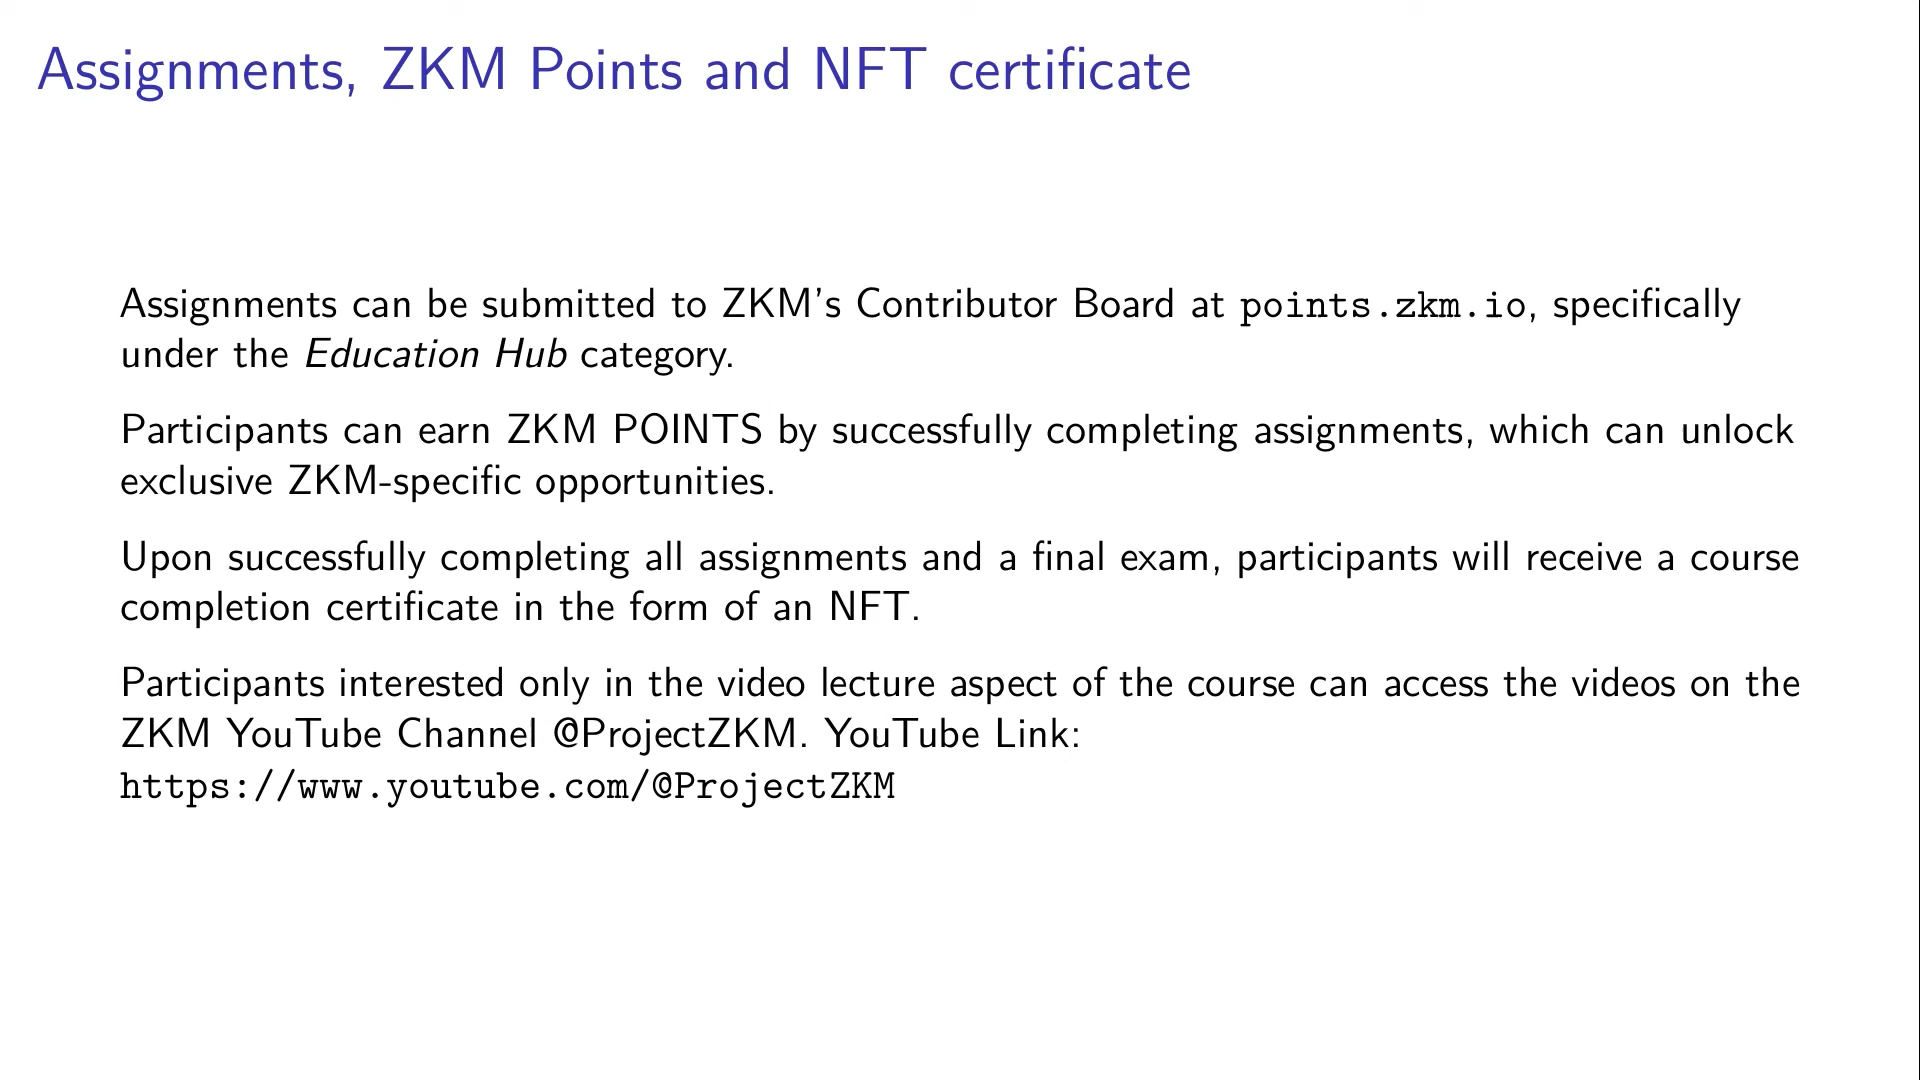 Assignments, ZKM Points and NFT certificate
Assignments can be submitted to ZKM's Contributor Board at points.zkm.io, specifically
under the Education Hub category.
Participants can earn ZKM POINTS by successfully completing assignments, which can unlock
exclusive ZKM-specific opportunities.
Upon successfully completing all assignments and a final exam, participants will receive a course
completion certificate in the form of an NFT.
Participants interested only in the video lecture aspect of the course can access the videos on the
ZKM YouTube Channel @ProjectZKM. YouTube Link:
https://www.youtube.com/@ProjectZKM